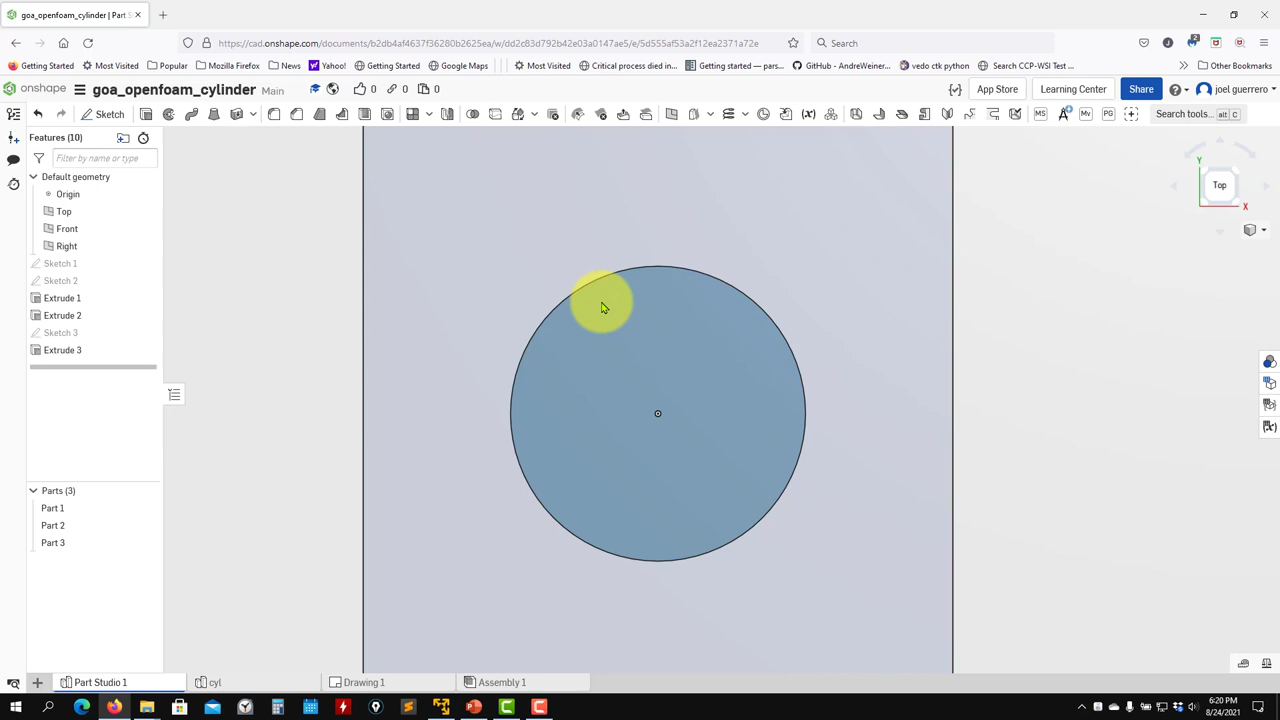 goa_openfoam_cylinder | Part S
https://cad.onshape.com/documents/b2db4af4637f36f80b2625ea/w/d2c83d792b42e03a0147ae5/e/5d555af53a2f12ea2371a72e
Search
Getting Started
Most Visited
Popular
Mozilla Firefox
News
Yahoo!
Getting Started
Google Maps
Most Visited
Critical process died in...
Getting started — pars...
GitHub - AndreWeiner...
vedo ctk python
Search CCP-WSI Test ...
Other Bookmarks
onshape
goa_openfoam_cylinder Main
0
0
0
App Store
Learning Center
Share
joel guerrero
Sketch
MS
Mv
PG
Search tools...
alt C
Features (10)
Filter by name or type
Default geometry
Origin
Top
Front
Right
Sketch 1
Sketch 2
Extrude 1
Extrude 2
Sketch 3
Extrude 3
Y
Top
X
Parts (3)
Part 1
Part 2
Part 3
Part Studio 1
cyl
Drawing 1
Assembly 1
6:20 PM
8/24/2021